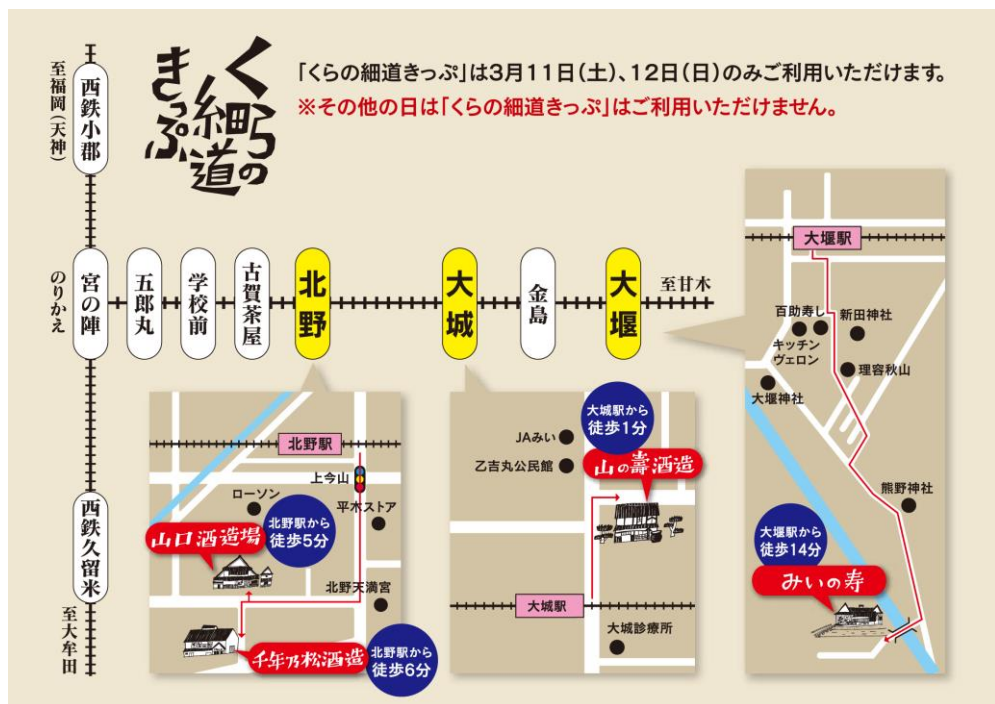 くらの
細道
きっぷ
「くらの細道きっぷ」は3月11日(土)、12日(日)のみご利用いただけます。
※その他の日は「くらの細道きっぷ」はご利用いただけません。
至福岡(天神)
西鉄小郡
のりかえ
宮の陣
五郎丸
学校前
古賀茶屋
北野
大城
金島
大堰
至甘木
西鉄久留米
至大牟田
北野駅
上今山
ローソン
平木ストア
山口酒造場
北野駅から
徒歩5分
北野天満宮
千年乃松酒造
北野駅から
徒歩6分
大城駅から
徒歩1分
JAみい
乙吉丸公民館
山の壽酒造
大城駅
大城診療所
大堰駅
百助寿し
新田神社
キッチン
ヴェロン
理容秋山
大堰神社
熊野神社
大堰駅から
徒歩14分
みいの寿